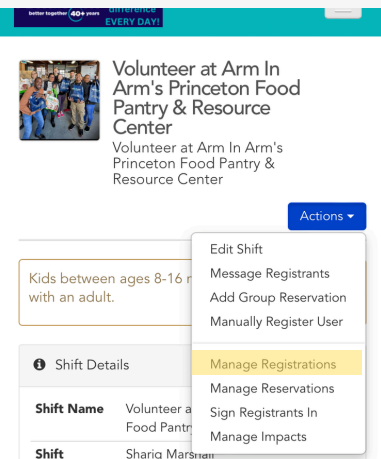 better together 40+ years
difference
EVERY DAY!
Volunteer at Arm In
Arm's Princeton Food
Pantry & Resource
Center
Volunteer at Arm In Arm's
Princeton Food Pantry &
Resource Center
Actions
Edit Shift
Message Registrants
Add Group Reservation
Manually Register User
Manage Registrations
Manage Reservations
Sign Registrants In
Manage Impacts
Kids between ages 8-16
with an adult.
Shift Details
Shift Name Volunteer a
Food Pantr
Shift Shariq Marshall